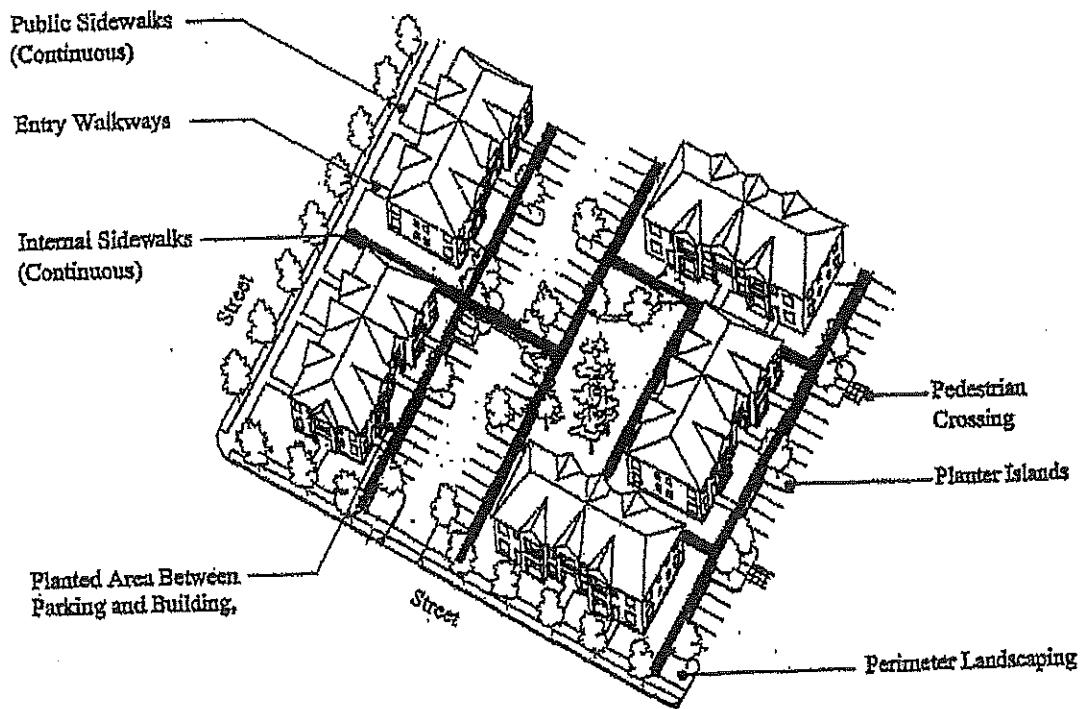 Public Sidewalks
(Continuous)
Entry Walkways
Internal Sidewalks
(Continuous)
Street
Pedestrian
Crossing
Planter Islands
Planted Area Between
Parking and Building,
Street
Perimeter Landscaping